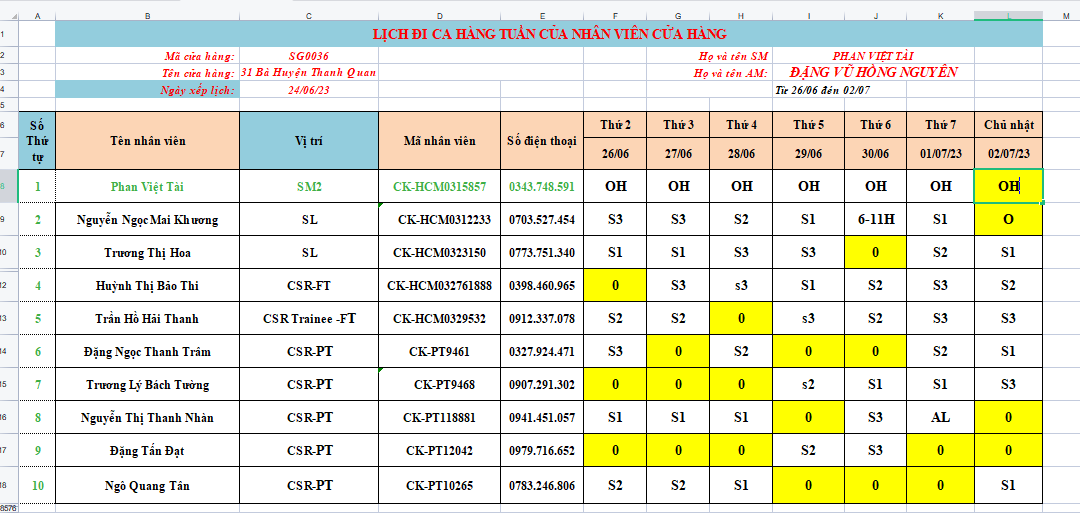 A B C D E F G H I J K L M
1 LỊCH ĐI CA HÀNG TUẦN CỦA NHÂN VIÊN CỬA HÀNG
2 Mã cửa hàng: SG0036 Họ và tên SM PHAN VIỆT TÀI
3 Tên cửa hàng: 31 Bà Huyện Thanh Quan Họ và tên AM: ĐẶNG VŨ HỒNG NGUYÊN
4 Ngày xếp lịch: 24/06/23 Từ 26/06 đến 02/07
5
6 Số Thứ tự Tên nhân viên Vị trí Mã nhân viên Số điện thoại Thứ 2 Thứ 3 Thứ 4 Thứ 5 Thứ 6 Thứ 7 Chủ nhật
7 26/06 27/06 28/06 29/06 30/06 01/07/23 02/07/23
8 1 Phan Việt Tài SM2 CK-HCM0315857 0343.748.591 OH OH OH OH OH OH OH
9 2 Nguyễn Ngọc Mai Khương SL CK-HCM0312233 0703.527.454 S3 S3 S2 S1 6-11H S1 O
10 3 Trương Thị Hoa SL CK-HCM0323150 0773.751.340 S1 S1 S3 S3 0 S2 S1
12 4 Huỳnh Thị Bảo Thi CSR-FT CK-HCM032761888 0398.460.965 0 S3 s3 S1 S2 S3 S2
13 5 Trần Hồ Hải Thanh CSR Trainee -FT CK-HCM0329532 0912.337.078 S2 S2 0 s3 S2 S3 S3
14 6 Đặng Ngọc Thanh Trâm CSR-PT CK-PT9461 0327.924.471 S3 0 S2 0 0 S2 S1
15 7 Trương Lý Bách Tường CSR-PT CK-PT9468 0907.291.302 0 0 0 s2 S1 S1 S3
16 8 Nguyễn Thị Thanh Nhàn CSR-PT CK-PT118881 0941.451.057 S1 S1 S1 0 S3 AL 0
17 9 Đặng Tấn Đạt CSR-PT CK-PT12042 0979.716.652 0 0 0 S2 S3 0 0
18 10 Ngô Quang Tân CSR-PT CK-PT10265 0783.246.806 S2 S2 S1 0 0 0 S1
8576